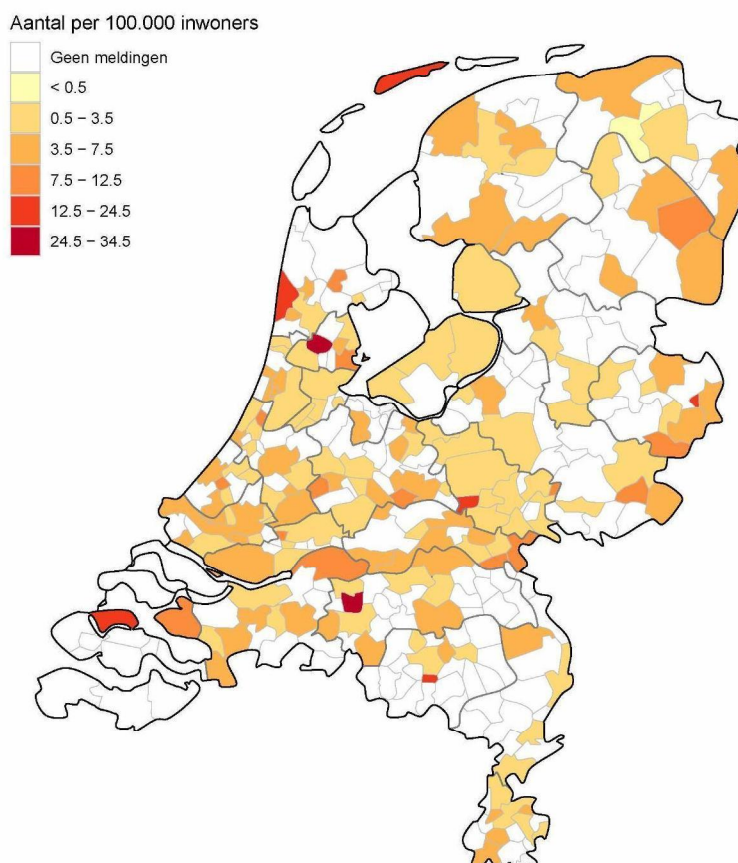 Aantal per 100.000 inwoners
Geen meldingen
< 0.5
0.5 – 3.5
3.5 – 7.5
7.5 – 12.5
12.5 – 24.5
24.5 – 34.5